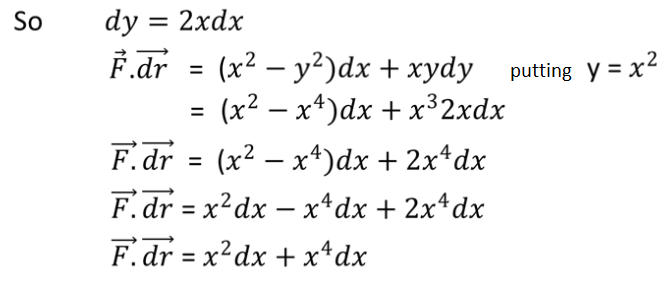 So dy = 2xdx
F⃗.dr⃗ = (x² − y²)dx + xydy putting y = x²
= (x² − x⁴)dx + x³2xdx
F⃗.dr⃗ = (x² − x⁴)dx + 2x⁴dx
F⃗.dr⃗ = x²dx − x⁴dx + 2x⁴dx
F⃗.dr⃗ = x²dx + x⁴dx